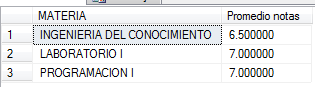 MATERIA Promedio notas
1 INGENIERIA DEL CONOCIMIENTO 6.500000
2 LABORATORIO I 7.000000
3 PROGRAMACION I 7.000000